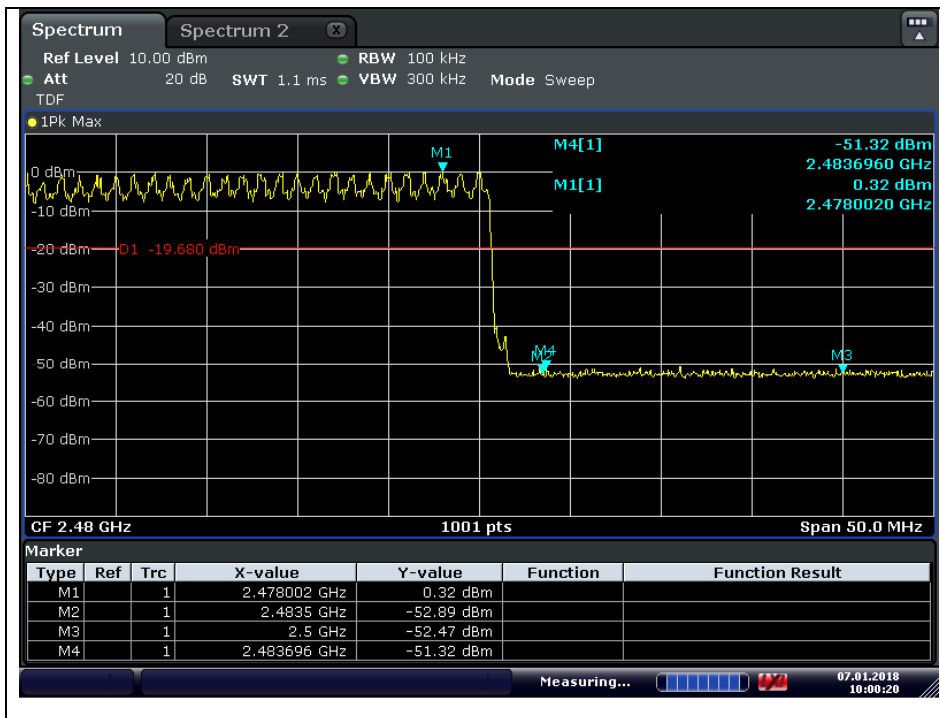 Spectrum Spectrum 2 X
Ref Level 10.00 dBm RBW 100 kHz
Att 20 dB SWT 1.1 ms VBW 300 kHz Mode Sweep
TDF
1Pk Max
M4[1] -51.32 dBm
2.4836960 GHz
M1[1] 0.32 dBm
2.4780020 GHz
M1
0 dBm
-10 dBm
-20 dBm D1 -19.680 dBm
-30 dBm
-40 dBm
M2 M4 M3
-50 dBm
-60 dBm
-70 dBm
-80 dBm
CF 2.48 GHz 1001 pts Span 50.0 MHz
Marker
Type Ref Trc X-value Y-value Function Function Result
M1 1 2.478002 GHz 0.32 dBm
M2 1 2.4835 GHz -52.89 dBm
M3 1 2.5 GHz -52.47 dBm
M4 1 2.483696 GHz -51.32 dBm
Measuring... 07.01.2018
10:00:20